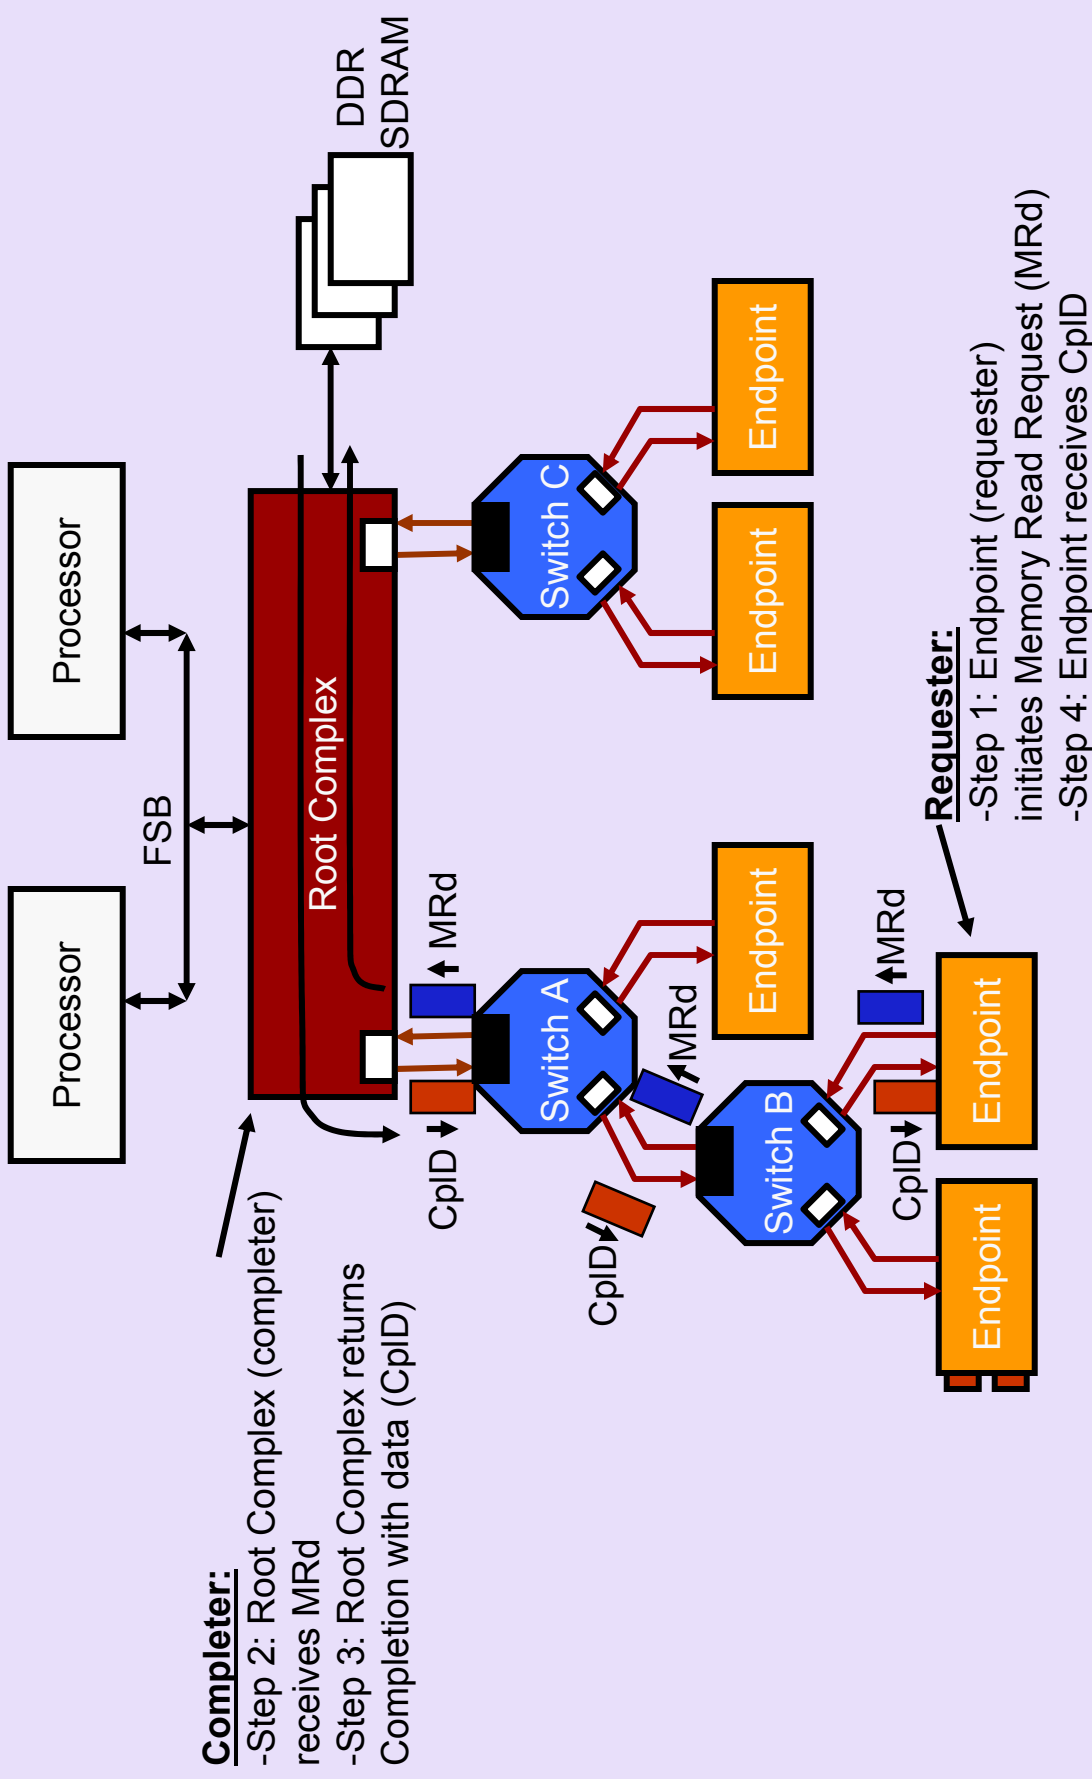 Processor
Processor
FSB
Root Complex
DDR
SDRAM
Completer:
-Step 2: Root Complex (completer)
receives MRd
-Step 3: Root Complex returns
Completion with data (CplD)
CplD
MRd
Switch A
Switch C
CplD
MRd
Endpoint
Endpoint
Endpoint
Switch B
CplD
MRd
Endpoint
Endpoint
Requester:
-Step 1: Endpoint (requester)
initiates Memory Read Request (MRd)
-Step 4: Endpoint receives CplD